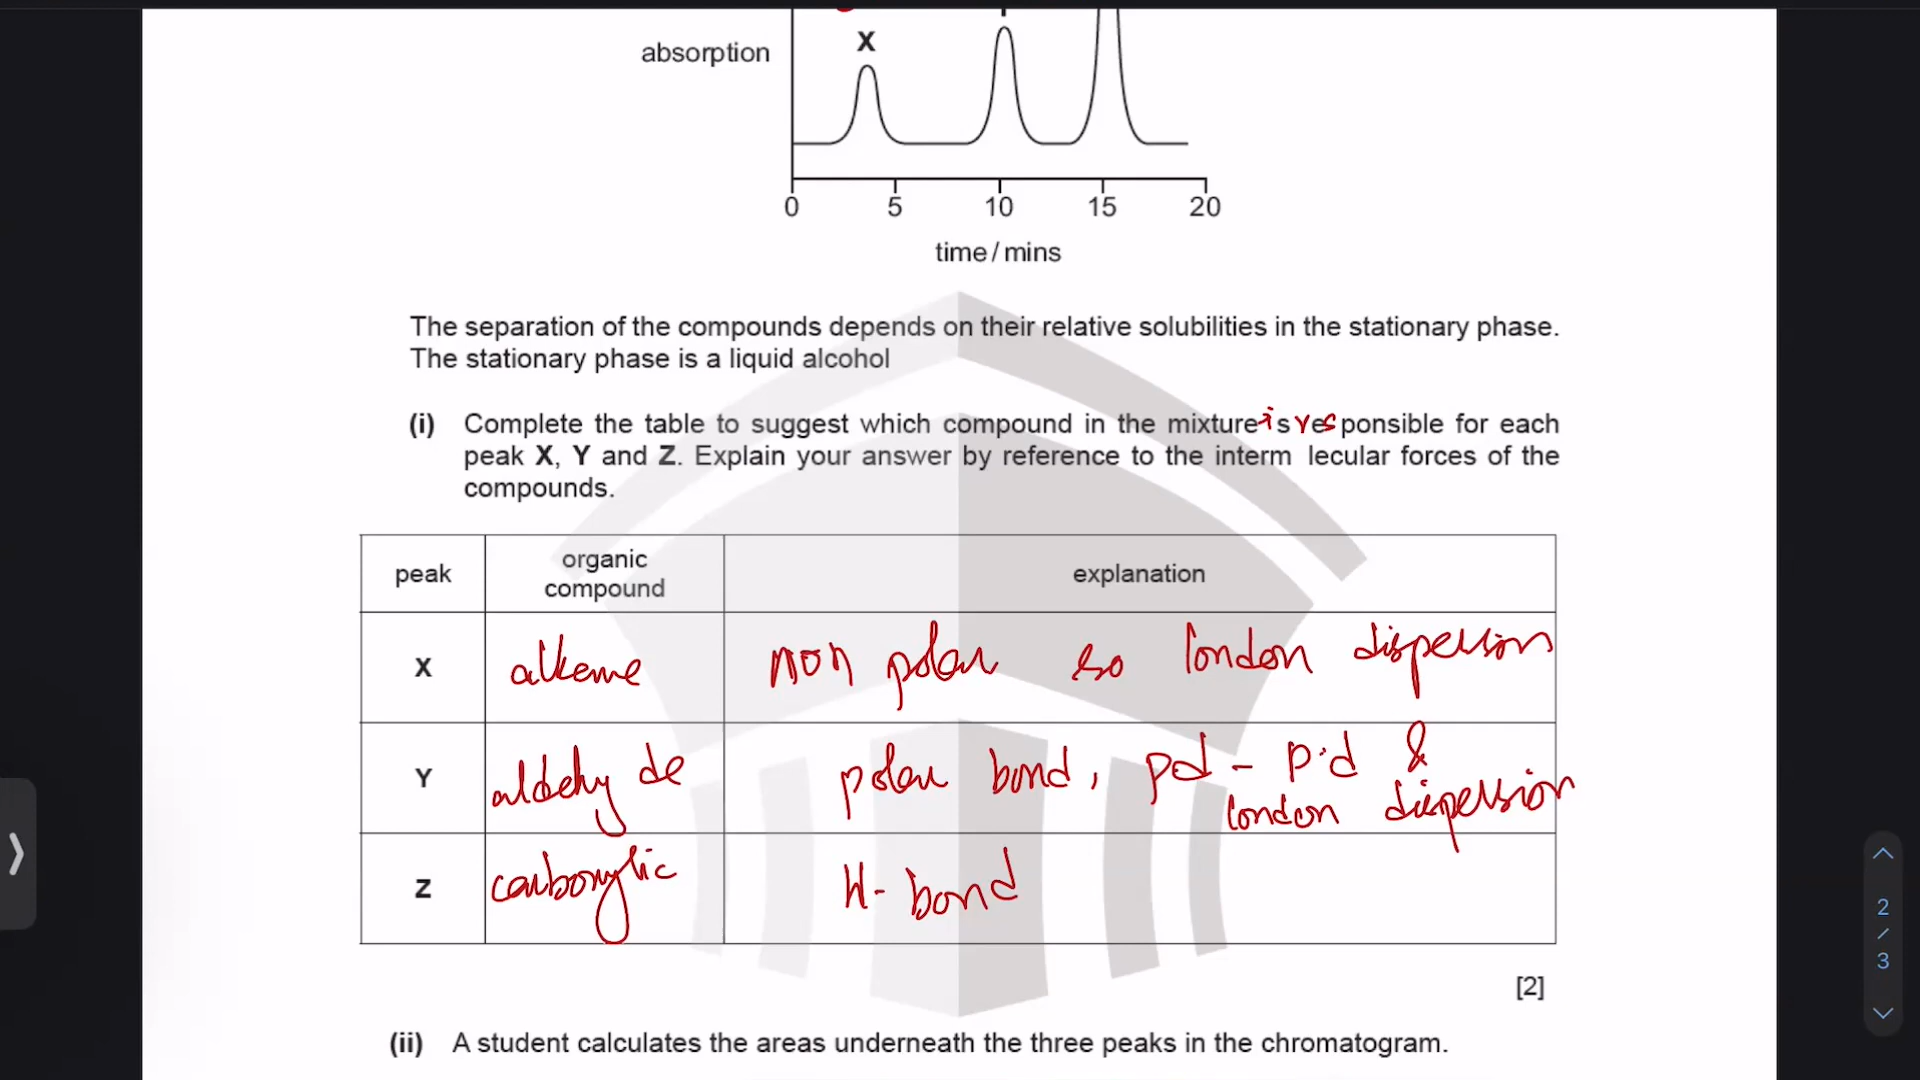 absorption
X
0 5 10 15 20
time / mins
The separation of the compounds depends on their relative solubilities in the stationary phase.
The stationary phase is a liquid alcohol
(i) Complete the table to suggest which compound in the mixture is responsible for each
peak X, Y and Z. Explain your answer by reference to the interm lecular forces of the
compounds.
peak organic compound explanation
X alkene non polar so london dispersion
Y aldehyde polar bond, pd - p.d &
london dispersion
Z carboxylic H-bond
[2]
(ii) A student calculates the areas underneath the three peaks in the chromatogram.
2
/
3